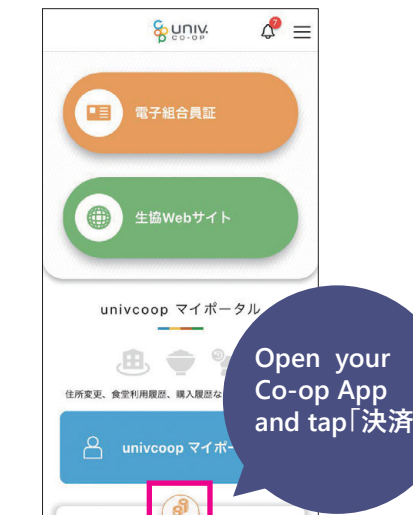 univ.
CO-OP
7
電子組合員証
生協Webサイト
univcoop マイポータル
住所変更、食堂利用履歴、購入履歴な
univcoop マイポー
Open your
Co-op App
and tap「決済